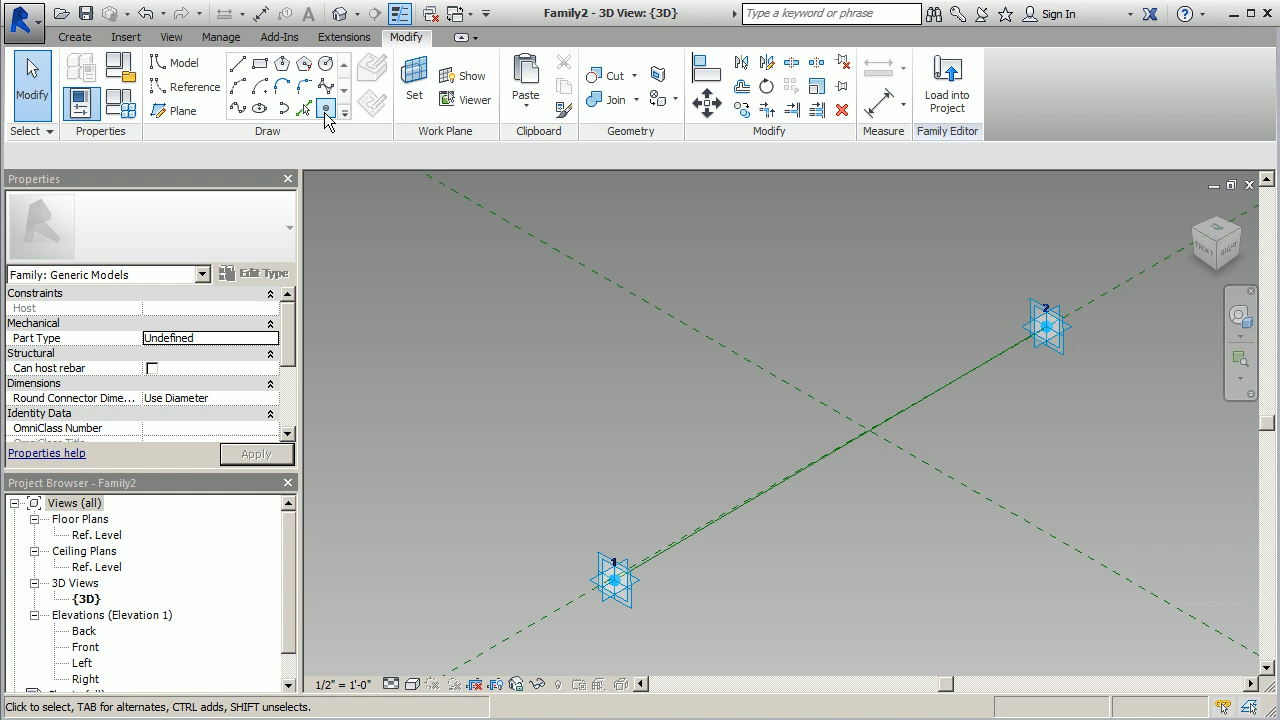 Family2 - 3D View: {3D}
Type a keyword or phrase
Sign In
Create
Insert
View
Manage
Add-Ins
Extensions
Modify
Modify
Model
Reference
Plane
Set
Show
Viewer
Paste
Join
Load into
Project
Select
Properties
Draw
Work Plane
Clipboard
Geometry
Modify
Measure
Family Editor
Properties
Family: Generic Models
Edit Type
Constraints
Host
Mechanical
Part Type
Undefined
Structural
Can host rebar
Dimensions
Round Connector Dime...
Use Diameter
Identity Data
OmniClass Number
OmniClass Title
Properties help
Apply
Project Browser - Family2
Views (all)
Floor Plans
Ref. Level
Ceiling Plans
Ref. Level
3D Views
{3D}
Elevations (Elevation 1)
Back
Front
Left
Right
2
1
TOP
FRONT
RIGHT
1/2" = 1'-0"
Click to select, TAB for alternates, CTRL adds, SHIFT unselects.